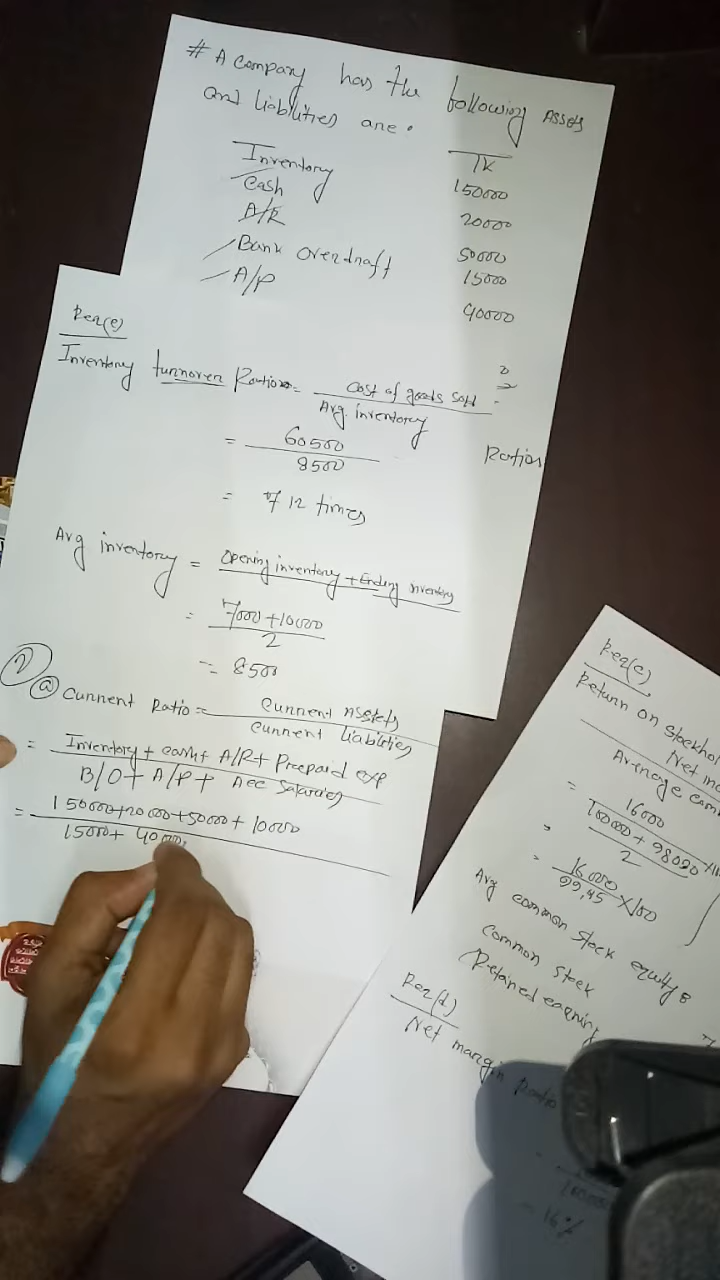 # A company has the following Assets
and liabilities are.
TK
Inventory 150000
Cash 20000
A/R 50000
Bank overdraft 15000
A/P 40000
Ratios
Req(e)
Inventory turnover Ratio = Cost of goods sold / Avg. inventory
= 60500 / 8500
= 7.12 times
Avg inventory = Opening inventory + Ending inventory
= 7000 + 10000 / 2
= 8500
2
(a) Current Ratio = Current Assets / Current liabilities
= Inventory + cash + A/R + Prepaid exp / B/O + A/P + Acc Salaries
= 150000+20000+50000+10000 / 15000+ 40000
Req(c)
Return on Stockhol
Net inc
Average com
= 16000
100000 + 98020
2
= 16000 × 100
99,45
Avg common stock equity =
Common stock
Retained earning
Req(d)
Net margin Ratio
= 16%